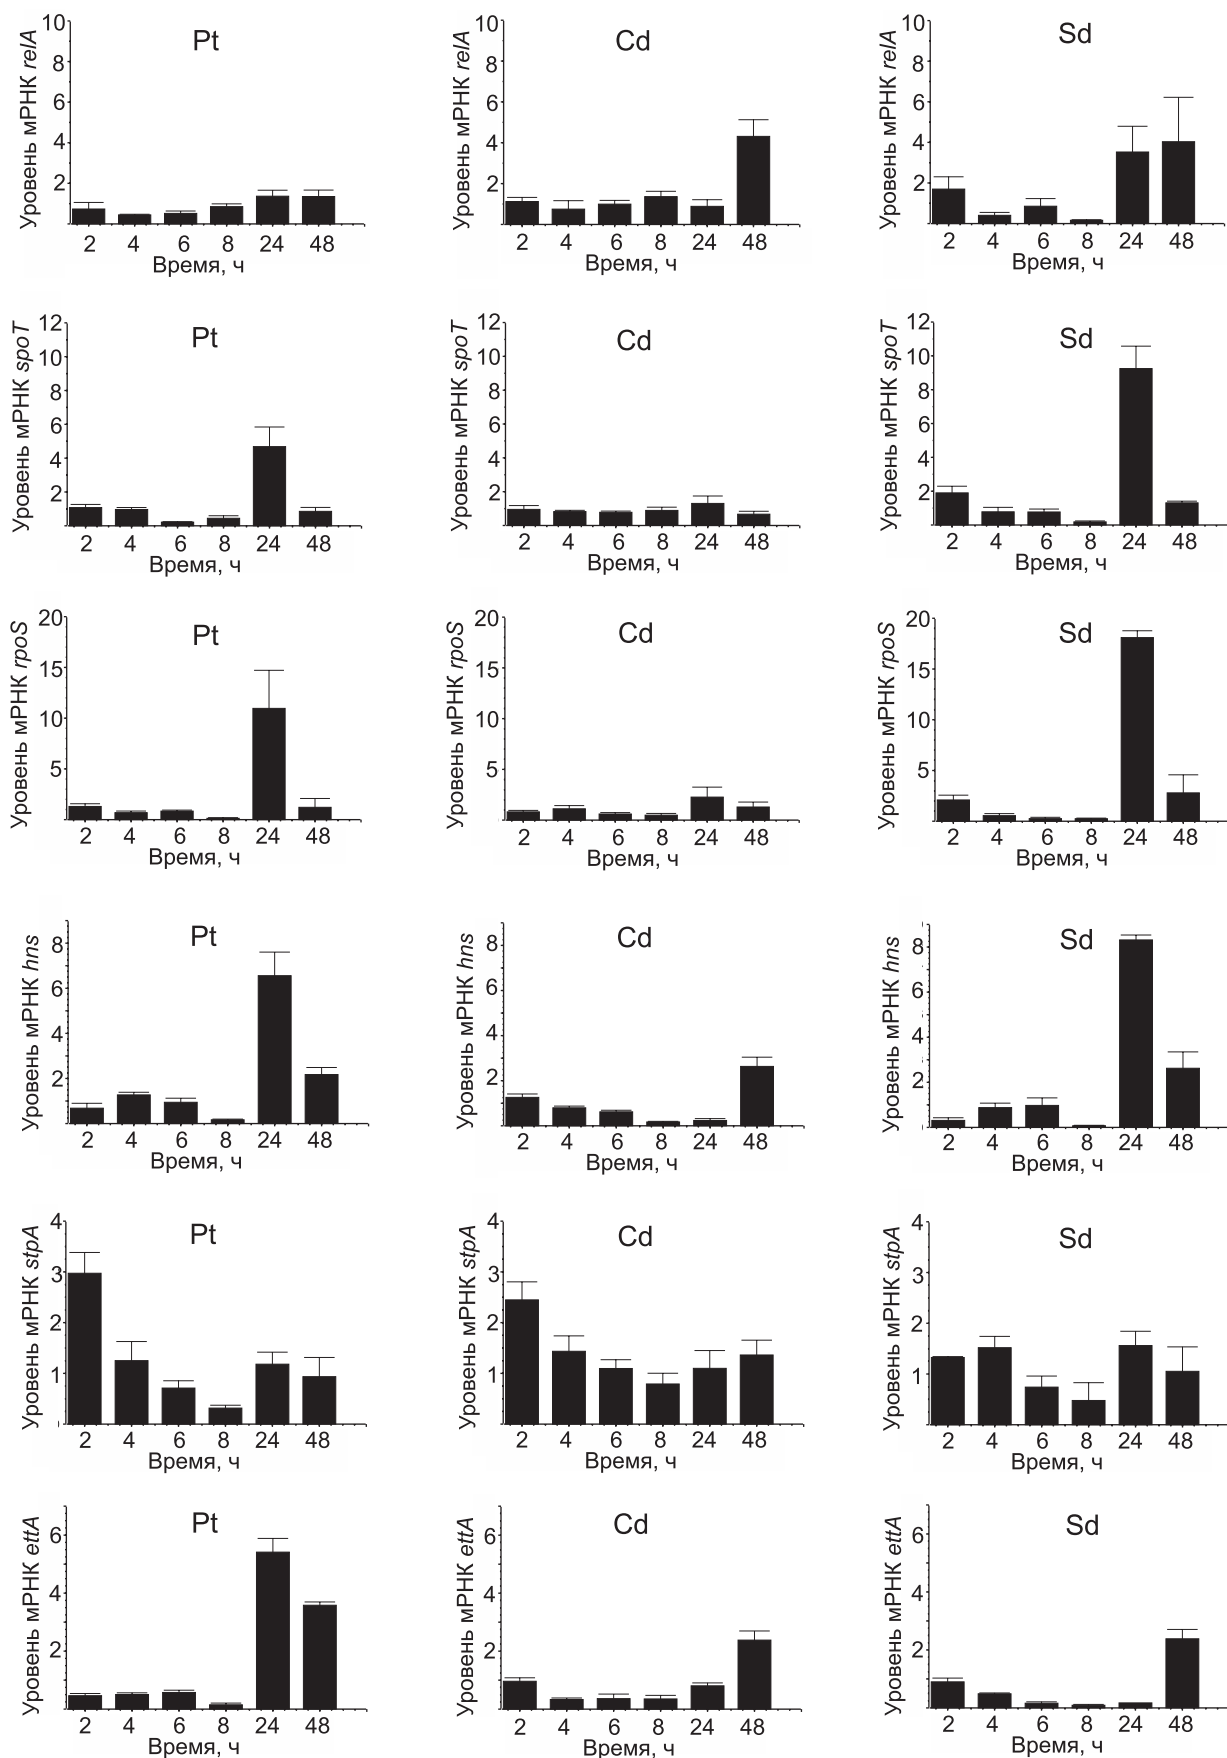 Pt
Уровень мРНК relA
10
8
6
4
2
2 4 6 8 24 48
Время, ч
Cd
Уровень мРНК relA
10
8
6
4
2
2 4 6 8 24 48
Время, ч
Sd
Уровень мРНК relA
10
8
6
4
2
2 4 6 8 24 48
Время, ч
Pt
Уровень мРНК spoT
12
10
8
6
4
2
2 4 6 8 24 48
Время, ч
Cd
Уровень мРНК spoT
12
10
8
6
4
2
2 4 6 8 24 48
Время, ч
Sd
Уровень мРНК spoT
12
10
8
6
4
2
2 4 6 8 24 48
Время, ч
Pt
Уровень мРНК rpoS
20
15
10
5
2 4 6 8 24 48
Время, ч
Cd
Уровень мРНК rpoS
20
15
10
5
2 4 6 8 24 48
Время, ч
Sd
Уровень мРНК rpoS
20
15
10
5
2 4 6 8 24 48
Время, ч
Pt
Уровень мРНК hns
8
6
4
2
2 4 6 8 24 48
Время, ч
Cd
Уровень мРНК hns
8
6
4
2
2 4 6 8 24 48
Время, ч
Sd
Уровень мРНК hns
8
6
4
2
2 4 6 8 24 48
Время, ч
Pt
Уровень мРНК stpA
4
3
2
1
2 4 6 8 24 48
Время, ч
Cd
Уровень мРНК stpA
4
3
2
1
2 4 6 8 24 48
Время, ч
Sd
Уровень мРНК stpA
4
3
2
1
2 4 6 8 24 48
Время, ч
Pt
Уровень мРНК ettA
6
4
2
2 4 6 8 24 48
Время, ч
Cd
Уровень мРНК ettA
6
4
2
2 4 6 8 24 48
Время, ч
Sd
Уровень мРНК ettA
6
4
2
2 4 6 8 24 48
Время, ч